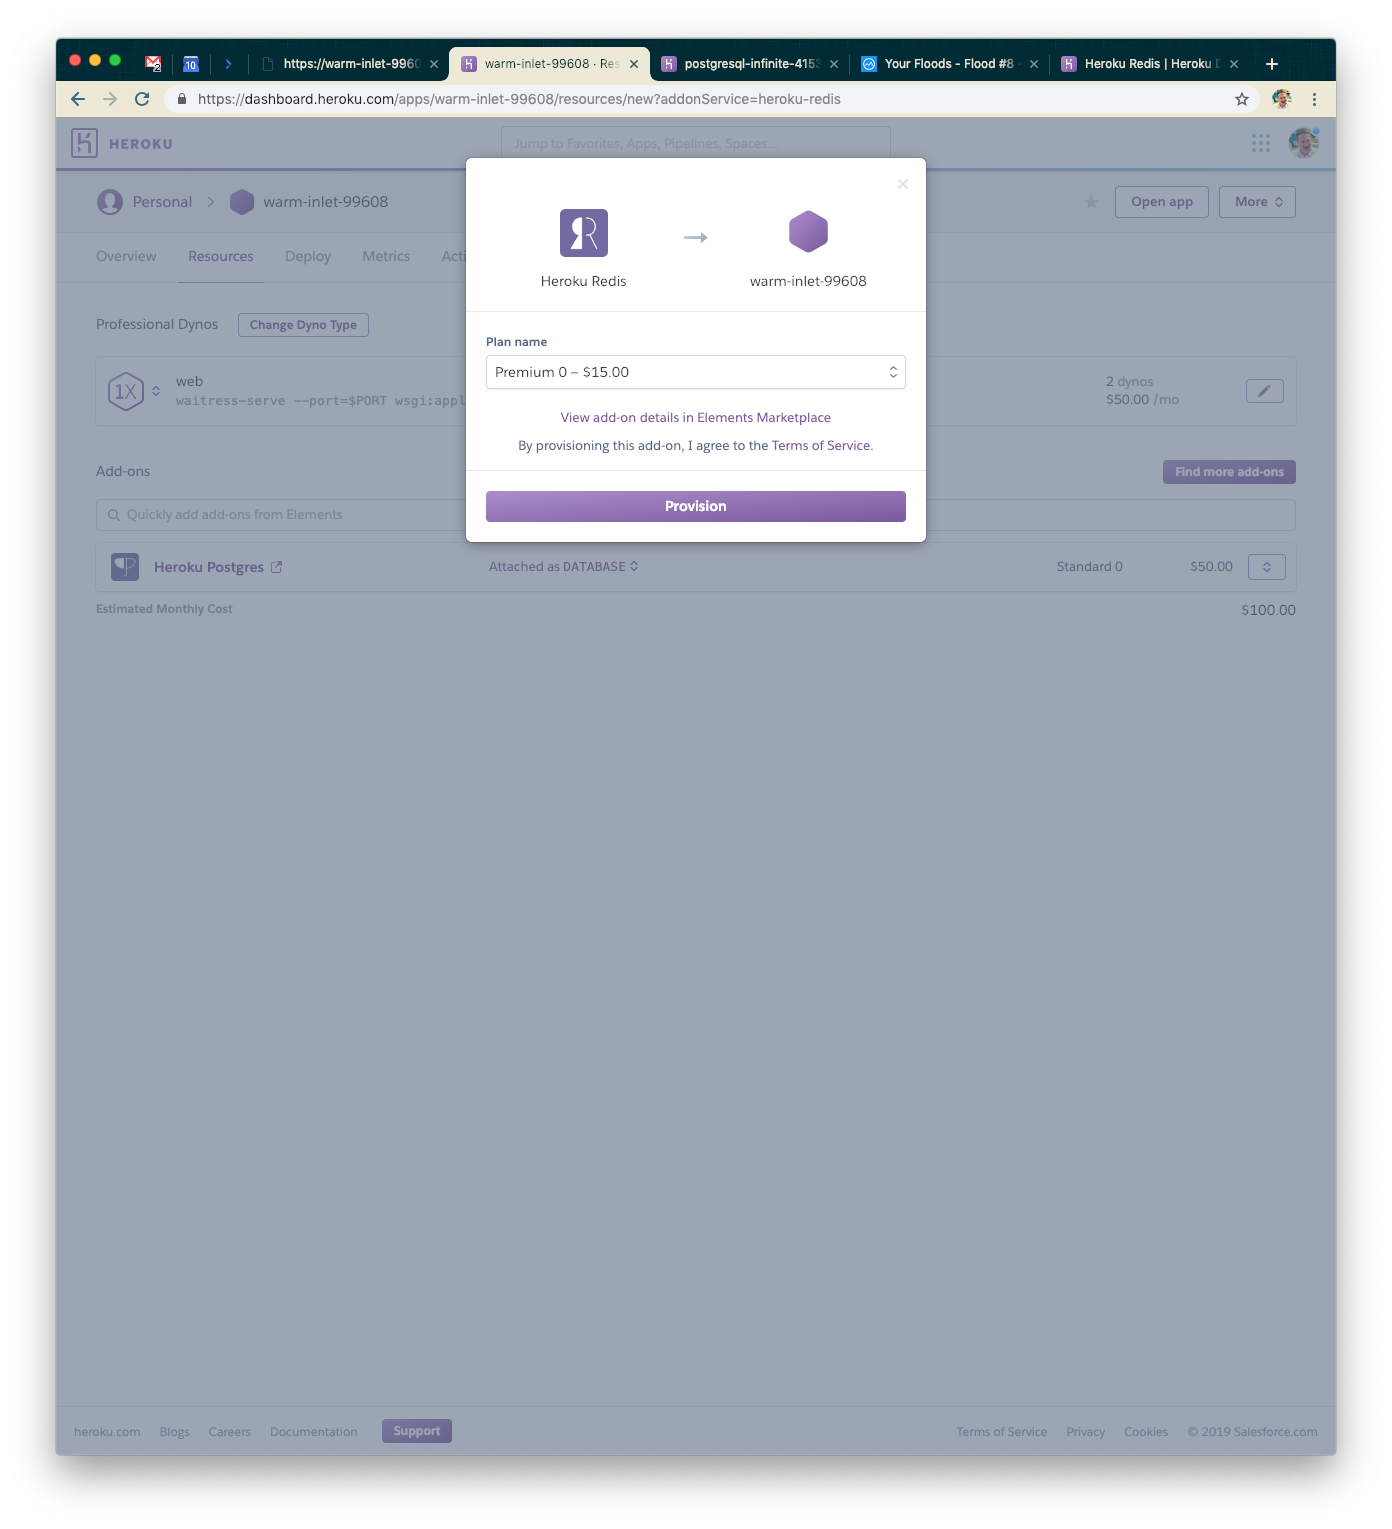 2
10
https://warm-inlet-9960
warm-inlet-99608 · Res
postgresql-infinite-4153
Your Floods - Flood #8
Heroku Redis | Heroku D
https://dashboard.heroku.com/apps/warm-inlet-99608/resources/new?addonService=heroku-redis
HEROKU
Jump to Favorites, Apps, Pipelines, Spaces...
Personal > warm-inlet-99608
Open app
More
Overview
Resources
Deploy
Metrics
Acti
Heroku Redis
warm-inlet-99608
Professional Dynos
Change Dyno Type
Plan name
Premium 0 – $15.00
1X
web
waitress-serve --port=$PORT wsgi:appl
2 dynos
$50.00 /mo
View add-on details in Elements Marketplace
By provisioning this add-on, I agree to the Terms of Service.
Add-ons
Find more add-ons
Provision
Quickly add add-ons from Elements
Heroku Postgres
Attached as DATABASE
Standard 0
$50.00
Estimated Monthly Cost
$100.00
heroku.com
Blogs
Careers
Documentation
Support
Terms of Service
Privacy
Cookies
© 2019 Salesforce.com